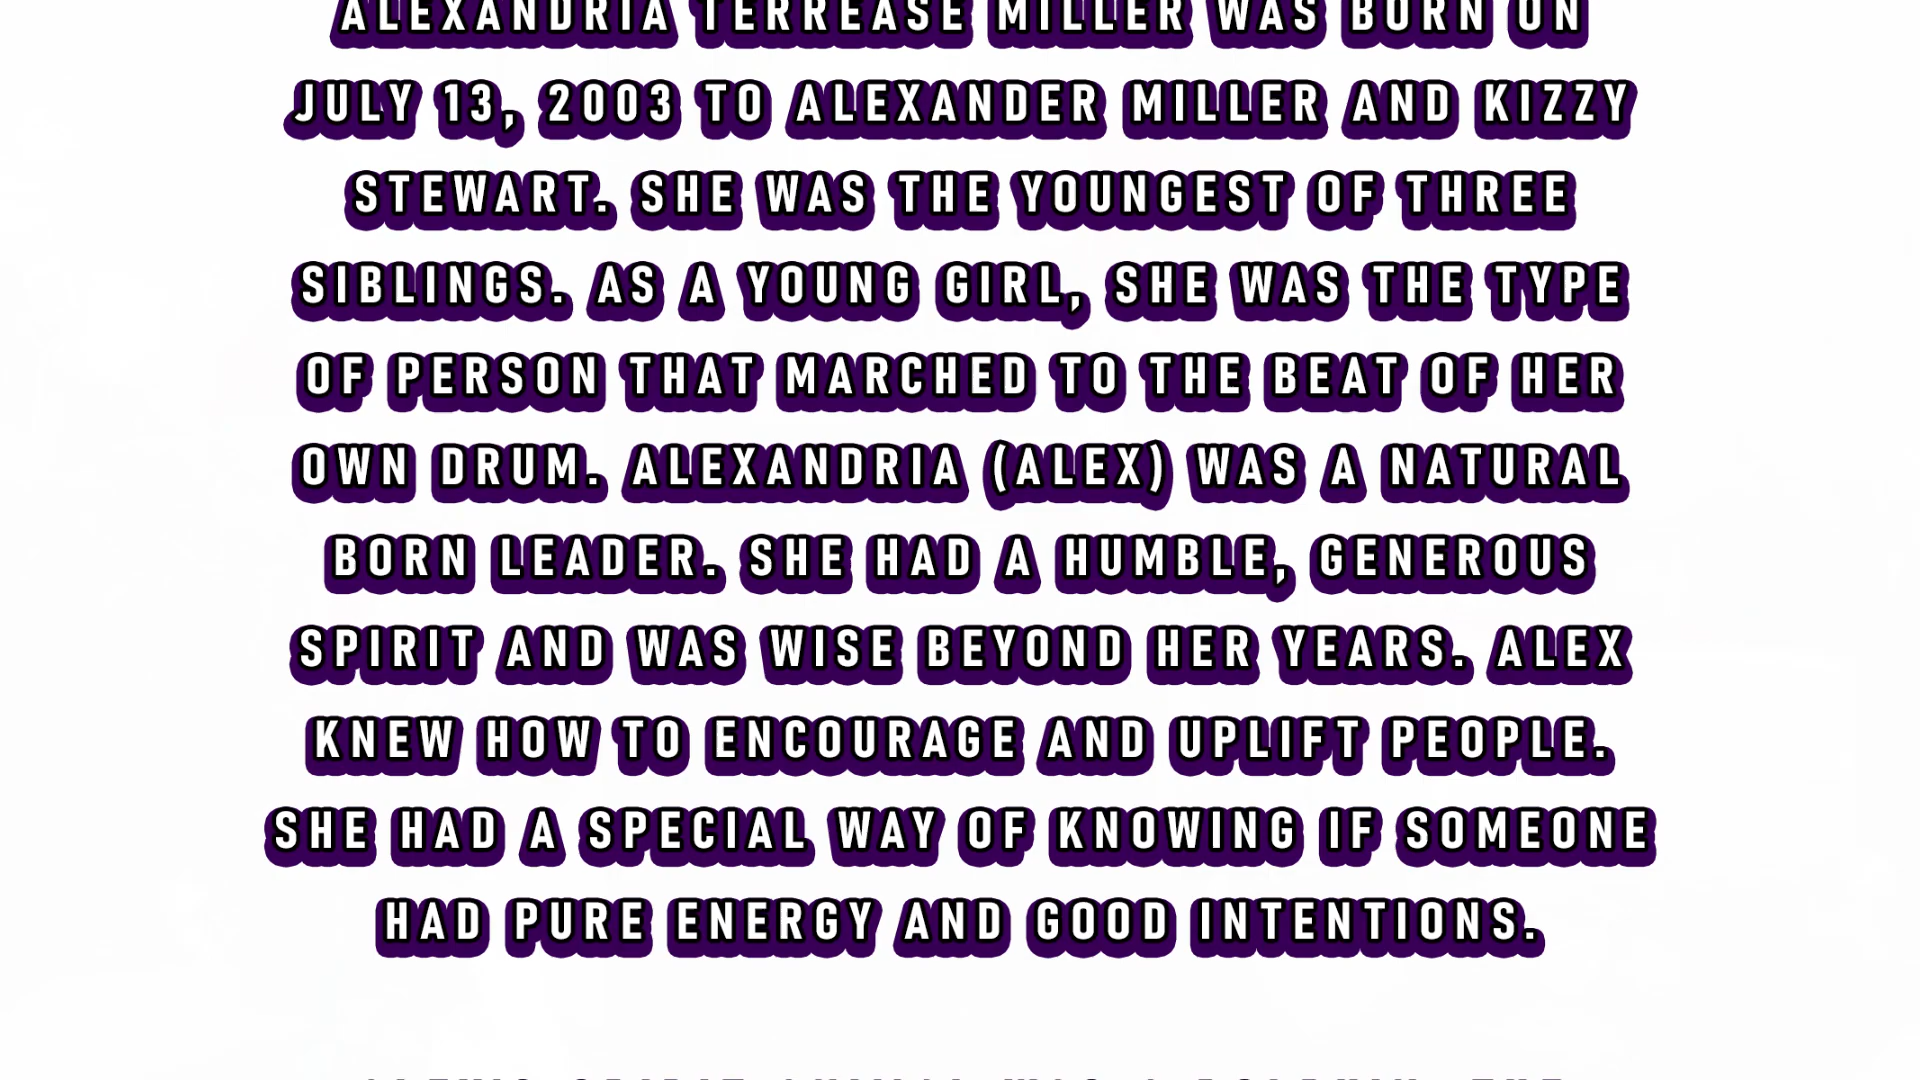 ALEXANDRIA TERREASE MILLER WAS BORN ON
JULY 13, 2003 TO ALEXANDER MILLER AND KIZZY
STEWART. SHE WAS THE YOUNGEST OF THREE
SIBLINGS. AS A YOUNG GIRL, SHE WAS THE TYPE
OF PERSON THAT MARCHED TO THE BEAT OF HER
OWN DRUM. ALEXANDRIA (ALEX) WAS A NATURAL
BORN LEADER. SHE HAD A HUMBLE, GENEROUS
SPIRIT AND WAS WISE BEYOND HER YEARS. ALEX
KNEW HOW TO ENCOURAGE AND UPLIFT PEOPLE.
SHE HAD A SPECIAL WAY OF KNOWING IF SOMEONE
HAD PURE ENERGY AND GOOD INTENTIONS.